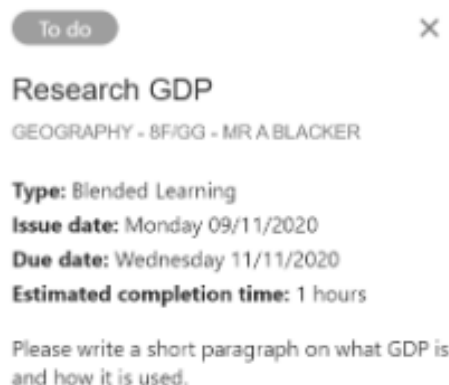 To do
Research GDP
GEOGRAPHY - 8F/GG - MR A BLACKER
Type: Blended Learning
Issue date: Monday 09/11/2020
Due date: Wednesday 11/11/2020
Estimated completion time: 1 hours
Please write a short paragraph on what GDP is
and how it is used.